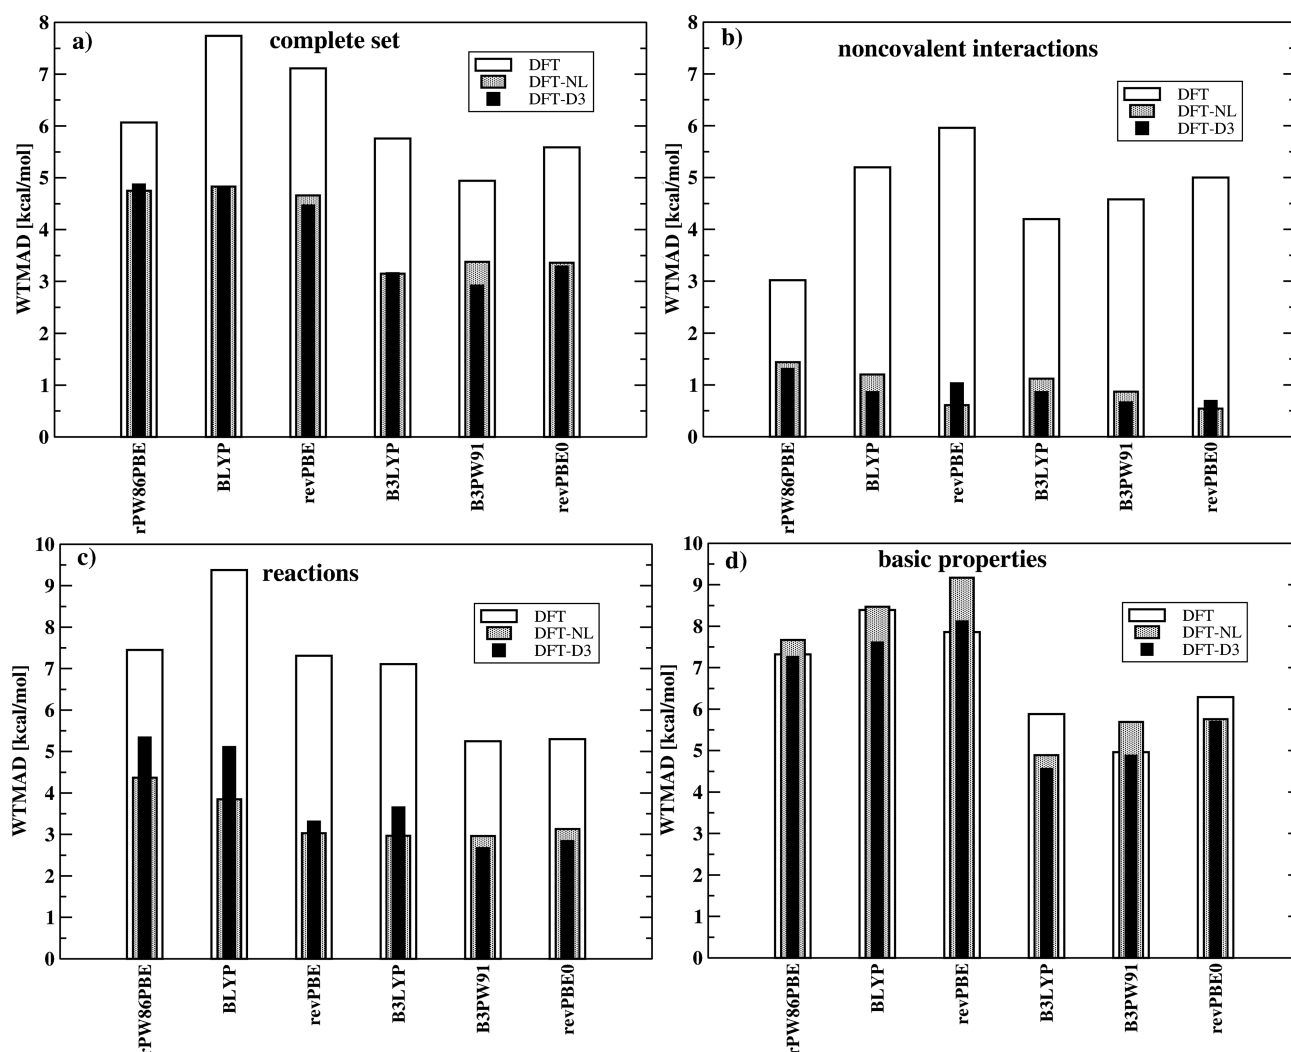 a)
complete set
DFT
DFT-NL
DFT-D3
WTMAD [kcal/mol]
8
7
6
5
4
3
2
1
0
rPW86PBE
BLYP
revPBE
B3LYP
B3PW91
revPBE0
b)
noncovalent interactions
DFT
DFT-NL
DFT-D3
WTMAD [kcal/mol]
8
7
6
5
4
3
2
1
0
rPW86PBE
BLYP
revPBE
B3LYP
B3PW91
revPBE0
c)
reactions
DFT
DFT-NL
DFT-D3
WTMAD [kcal/mol]
10
9
8
7
6
5
4
3
2
1
0
rPW86PBE
BLYP
revPBE
B3LYP
B3PW91
revPBE0
d)
basic properties
DFT
DFT-NL
DFT-D3
WTMAD [kcal/mol]
10
9
8
7
6
5
4
3
2
1
0
rPW86PBE
BLYP
revPBE
B3LYP
B3PW91
revPBE0